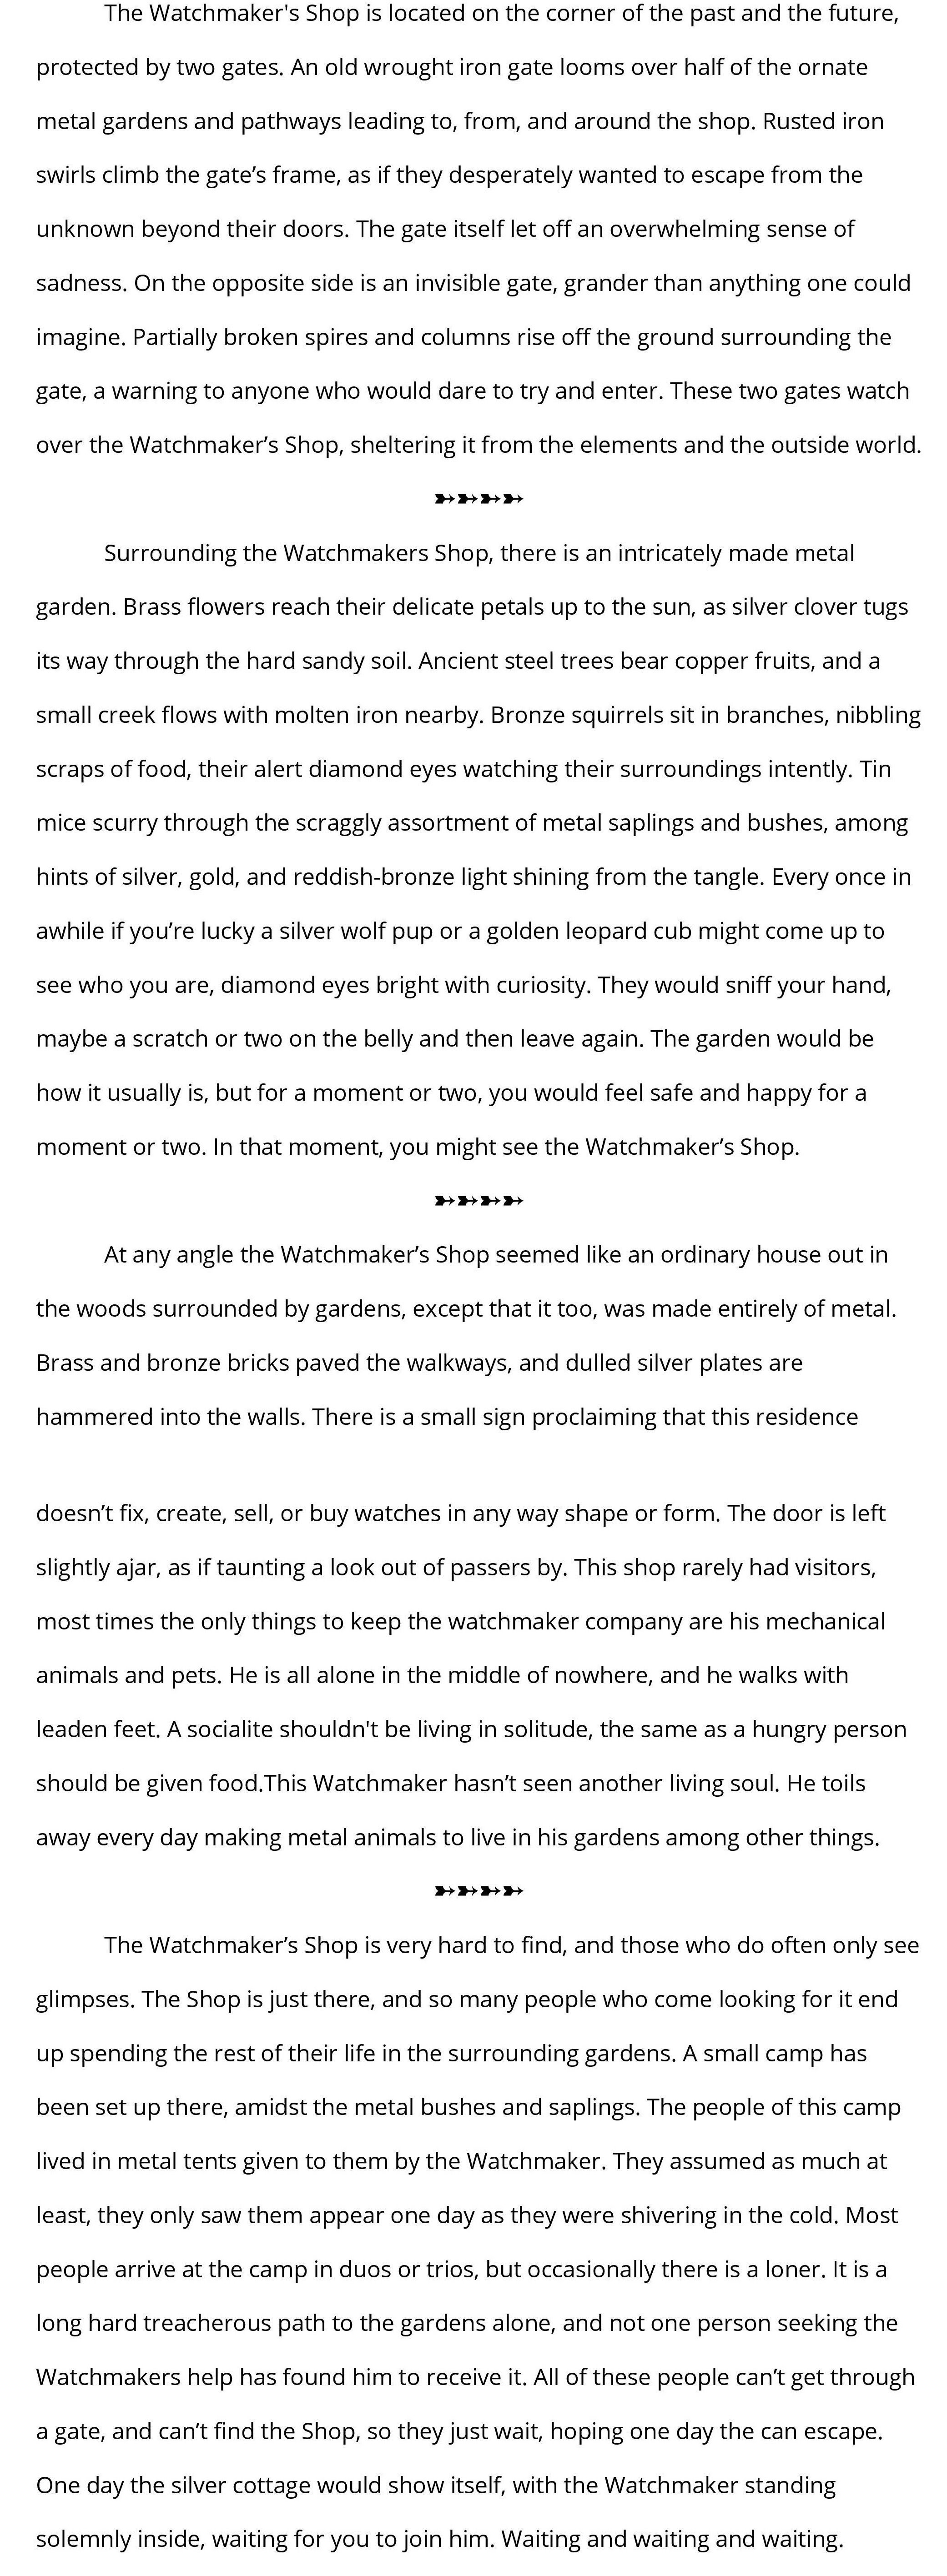 The Watchmaker's Shop is located on the corner of the past and the future,
protected by two gates. An old wrought iron gate looms over half of the ornate
metal gardens and pathways leading to, from, and around the shop. Rusted iron
swirls climb the gate’s frame, as if they desperately wanted to escape from the
unknown beyond their doors. The gate itself let off an overwhelming sense of
sadness. On the opposite side is an invisible gate, grander than anything one could
imagine. Partially broken spires and columns rise off the ground surrounding the
gate, a warning to anyone who would dare to try and enter. These two gates watch
over the Watchmaker’s Shop, sheltering it from the elements and the outside world.
➽➽➽➽
Surrounding the Watchmakers Shop, there is an intricately made metal
garden. Brass flowers reach their delicate petals up to the sun, as silver clover tugs
its way through the hard sandy soil. Ancient steel trees bear copper fruits, and a
small creek flows with molten iron nearby. Bronze squirrels sit in branches, nibbling
scraps of food, their alert diamond eyes watching their surroundings intently. Tin
mice scurry through the scraggly assortment of metal saplings and bushes, among
hints of silver, gold, and reddish-bronze light shining from the tangle. Every once in
awhile if you’re lucky a silver wolf pup or a golden leopard cub might come up to
see who you are, diamond eyes bright with curiosity. They would sniff your hand,
maybe a scratch or two on the belly and then leave again. The garden would be
how it usually is, but for a moment or two, you would feel safe and happy for a
moment or two. In that moment, you might see the Watchmaker’s Shop.
➽➽➽➽
At any angle the Watchmaker’s Shop seemed like an ordinary house out in
the woods surrounded by gardens, except that it too, was made entirely of metal.
Brass and bronze bricks paved the walkways, and dulled silver plates are
hammered into the walls. There is a small sign proclaiming that this residence
doesn’t fix, create, sell, or buy watches in any way shape or form. The door is left
slightly ajar, as if taunting a look out of passers by. This shop rarely had visitors,
most times the only things to keep the watchmaker company are his mechanical
animals and pets. He is all alone in the middle of nowhere, and he walks with
leaden feet. A socialite shouldn't be living in solitude, the same as a hungry person
should be given food.This Watchmaker hasn’t seen another living soul. He toils
away every day making metal animals to live in his gardens among other things.
➽➽➽➽
The Watchmaker’s Shop is very hard to find, and those who do often only see
glimpses. The Shop is just there, and so many people who come looking for it end
up spending the rest of their life in the surrounding gardens. A small camp has
been set up there, amidst the metal bushes and saplings. The people of this camp
lived in metal tents given to them by the Watchmaker. They assumed as much at
least, they only saw them appear one day as they were shivering in the cold. Most
people arrive at the camp in duos or trios, but occasionally there is a loner. It is a
long hard treacherous path to the gardens alone, and not one person seeking the
Watchmakers help has found him to receive it. All of these people can’t get through
a gate, and can’t find the Shop, so they just wait, hoping one day the can escape.
One day the silver cottage would show itself, with the Watchmaker standing
solemnly inside, waiting for you to join him. Waiting and waiting and waiting.